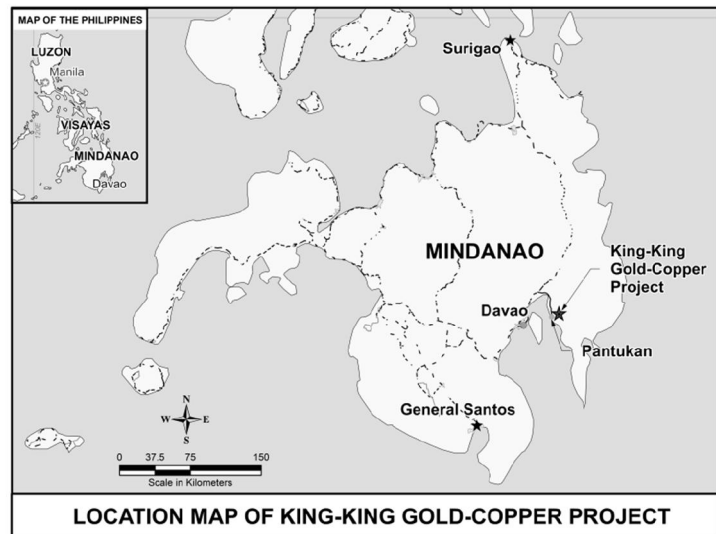 MAP OF THE PHILIPPINES
LUZON
Manila
120E
VISAYAS
MINDANAO
Davao
Surigao
MINDANAO
King-King
Gold-Copper
Project
Davao
Pantukan
General Santos
N
W E
S
0 37.5 75 150
Scale in Kilometers
LOCATION MAP OF KING-KING GOLD-COPPER PROJECT